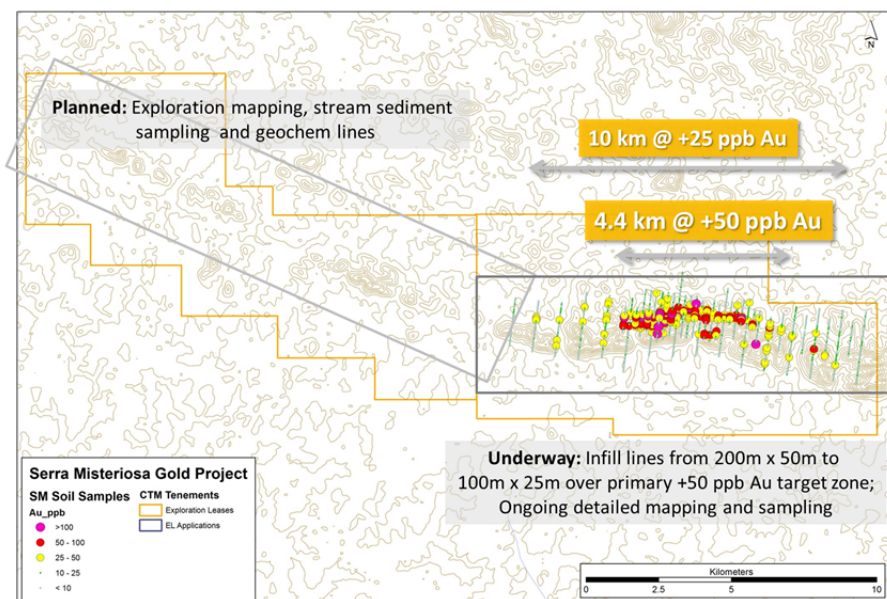 N
Planned: Exploration mapping, stream sediment
sampling and geochem lines
10 km @ +25 ppb Au
4.4 km @ +50 ppb Au
Underway: Infill lines from 200m x 50m to
100m x 25m over primary +50 ppb Au target zone;
Ongoing detailed mapping and sampling
Serra Misteriosa Gold Project
SM Soil Samples
Au_ppb
>100
50 - 100
25 - 50
10 - 25
< 10
CTM Tenements
Exploration Leases
EL Applications
Kilometers
0 2.5 5 10